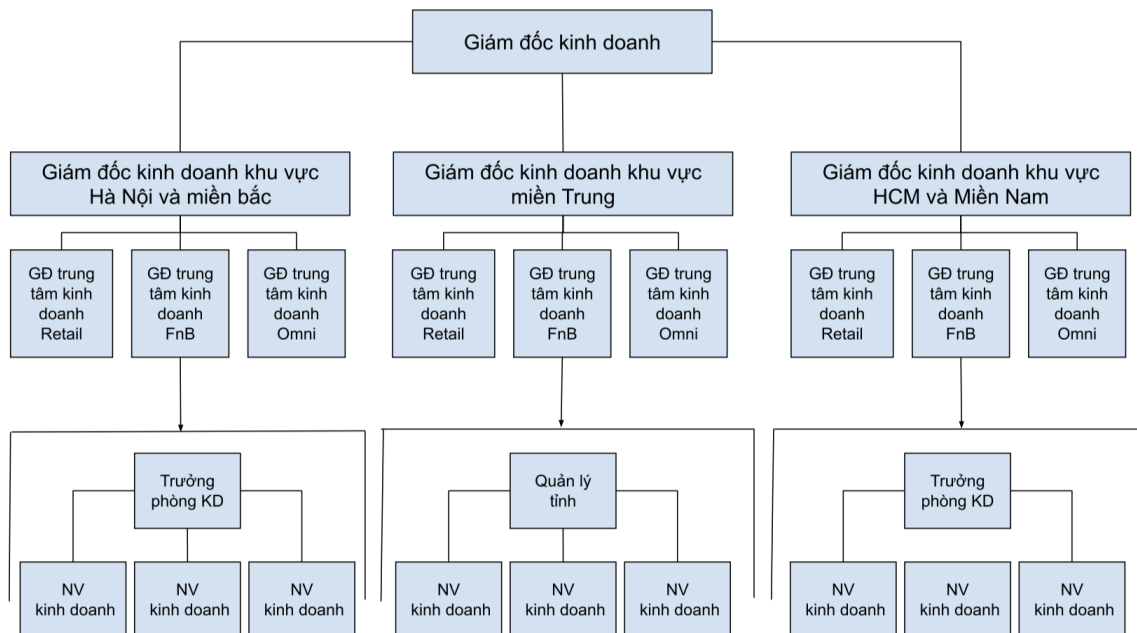 Giám đốc kinh doanh
Giám đốc kinh doanh khu vực
Hà Nội và miền bắc
Giám đốc kinh doanh khu vực
miền Trung
Giám đốc kinh doanh khu vực
HCM và Miền Nam
GĐ trung
tâm kinh
doanh
Retail
GĐ trung
tâm kinh
doanh
FnB
GĐ trung
tâm kinh
doanh
Omni
GĐ trung
tâm kinh
doanh
Retail
GĐ trung
tâm kinh
doanh
FnB
GĐ trung
tâm kinh
doanh
Omni
GĐ trung
tâm kinh
doanh
Retail
GĐ trung
tâm kinh
doanh
FnB
GĐ trung
tâm kinh
doanh
Omni
Trưởng
phòng KD
Quản lý
tỉnh
Trưởng
phòng KD
NV
kinh doanh
NV
kinh doanh
NV
kinh doanh
NV
kinh doanh
NV
kinh doanh
NV
kinh doanh
NV
kinh doanh
NV
kinh doanh
NV
kinh doanh